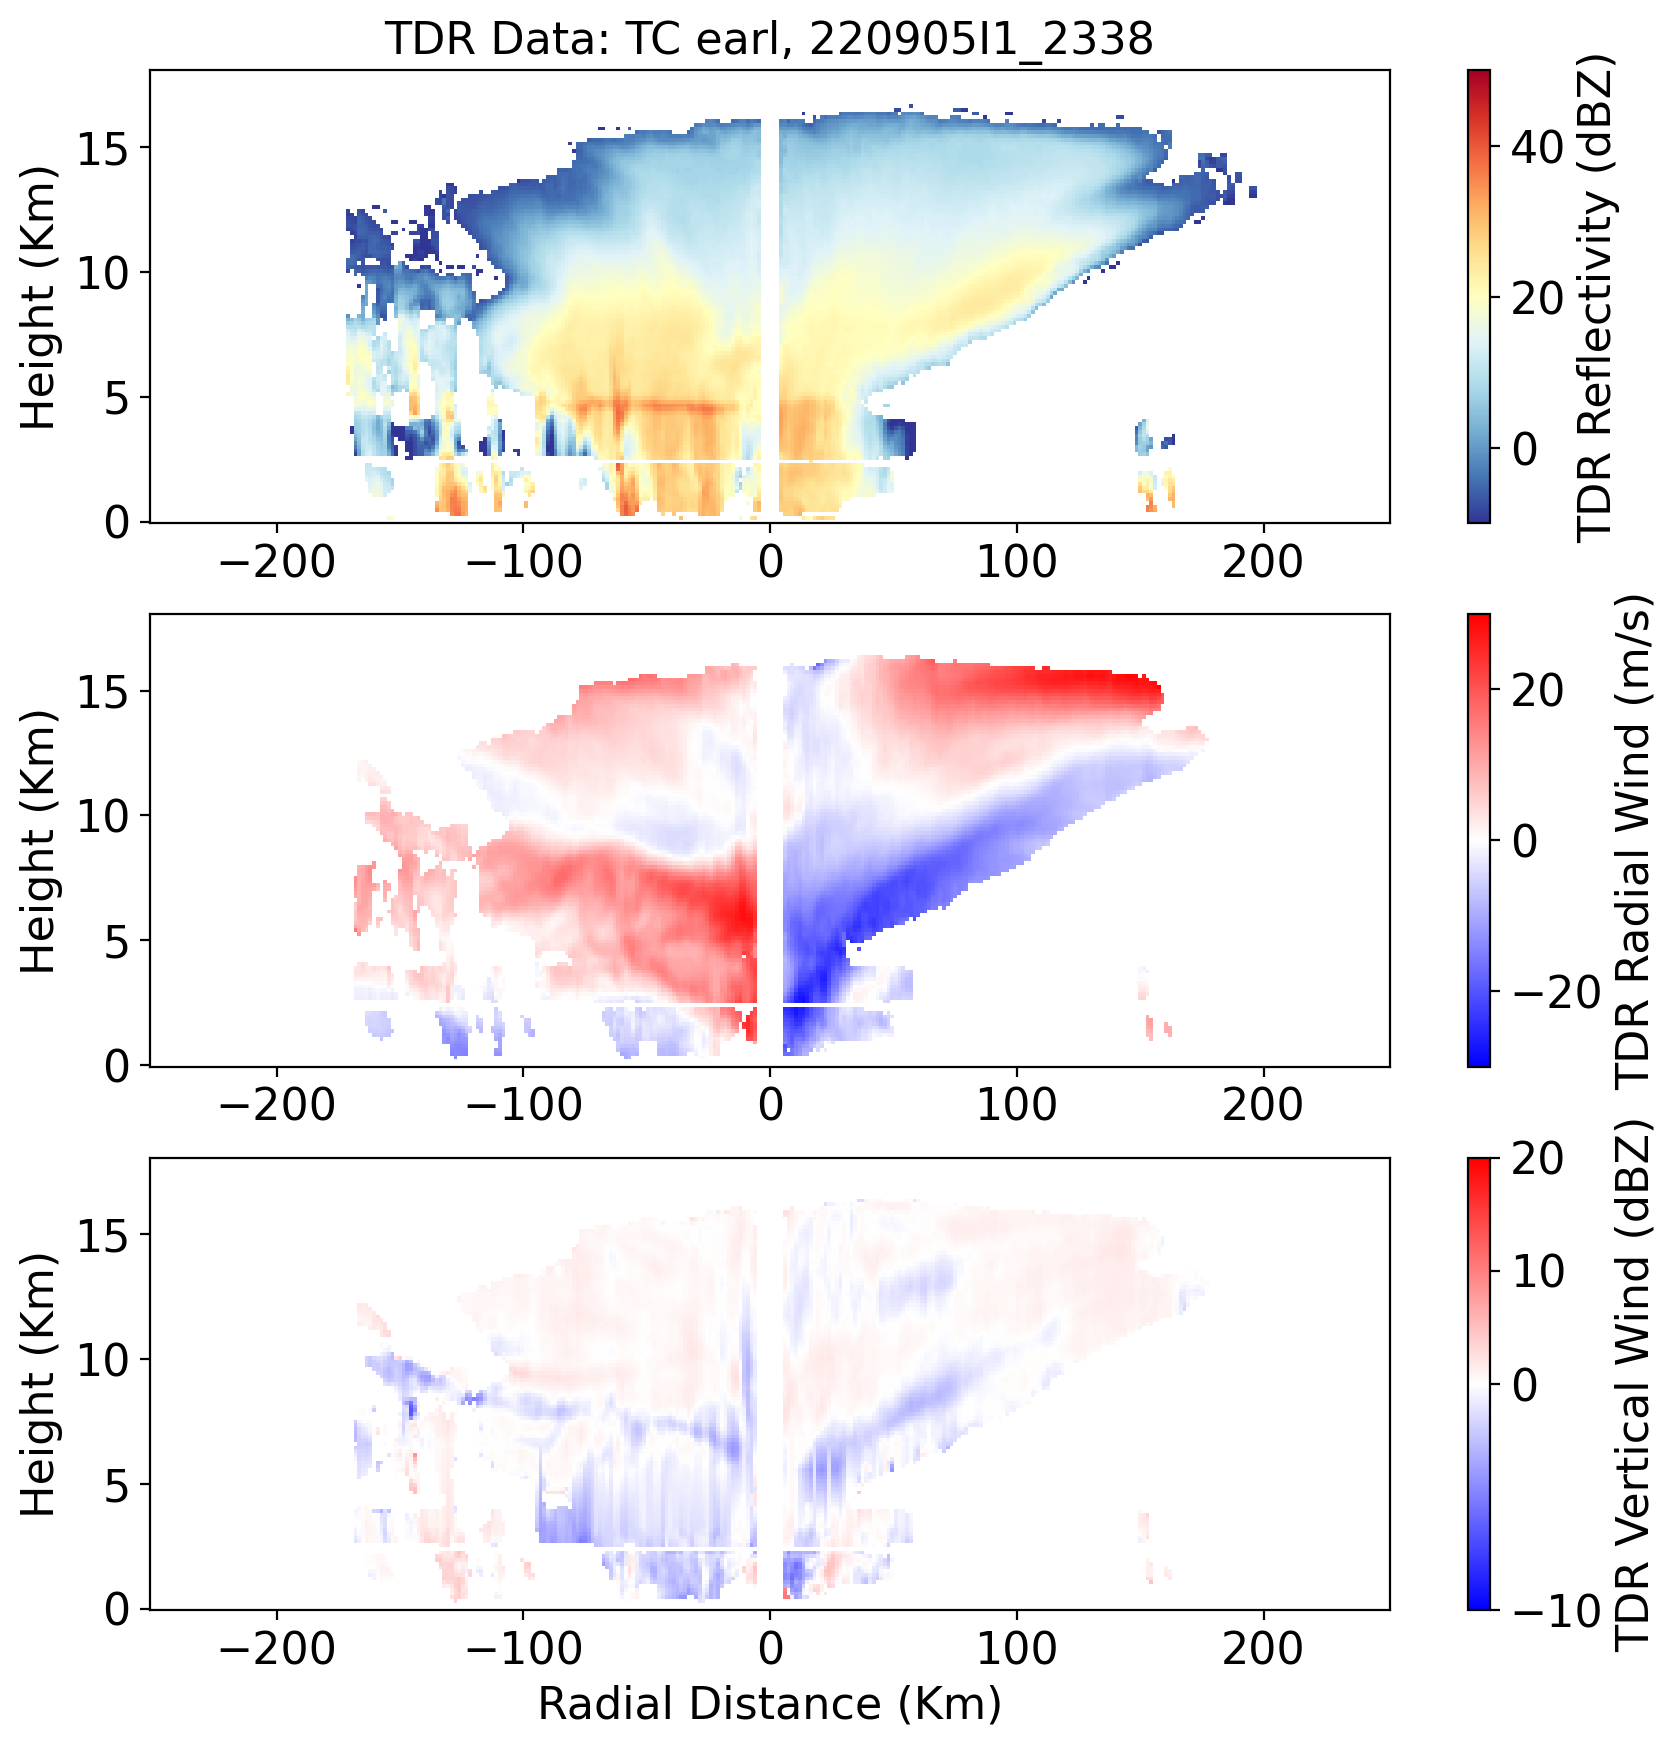 TDR Data: TC earl, 220905I1_2338
Height (Km)
15
10
5
0
−200 −100 0 100 200
40
20
0
TDR Reflectivity (dBZ)
Height (Km)
15
10
5
0
−200 −100 0 100 200
20
0
−20
TDR Radial Wind (m/s)
Height (Km)
15
10
5
0
−200 −100 0 100 200
Radial Distance (Km)
20
10
0
−10
TDR Vertical Wind (dBZ)